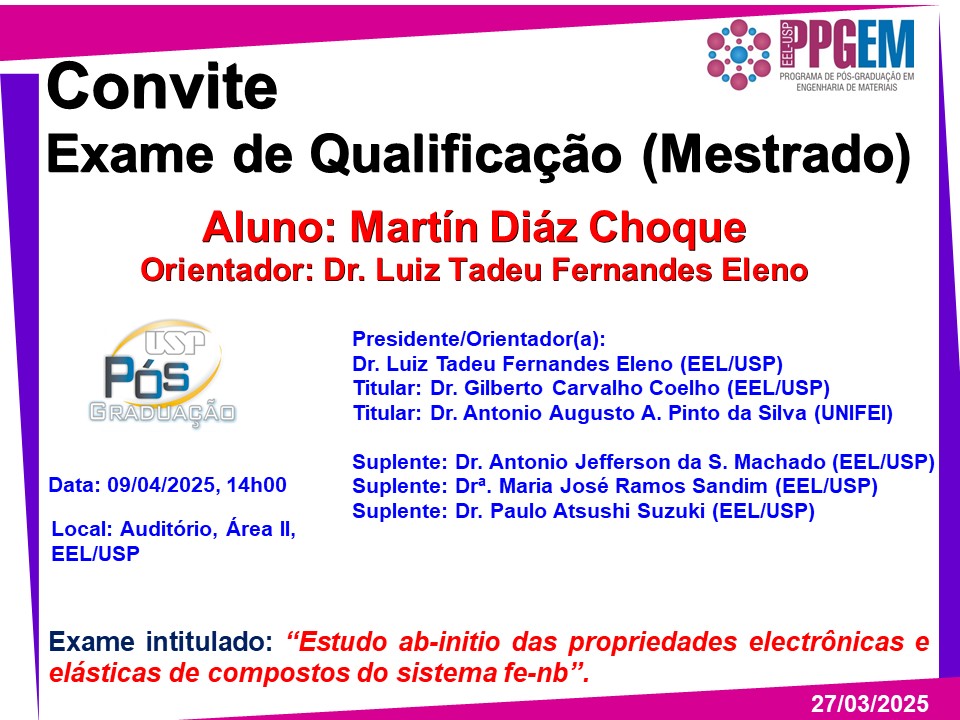 EEL-USP
PPGEM
PROGRAMA DE PÓS-GRADUAÇÃO EM
ENGENHARIA DE MATERIAIS
Convite
Exame de Qualificação (Mestrado)
Aluno: Martín Diáz Choque
Orientador: Dr. Luiz Tadeu Fernandes Eleno
USP
Pós
GRADUAÇÃO
Presidente/Orientador(a):
Dr. Luiz Tadeu Fernandes Eleno (EEL/USP)
Titular: Dr. Gilberto Carvalho Coelho (EEL/USP)
Titular: Dr. Antonio Augusto A. Pinto da Silva (UNIFEI)
Suplente: Dr. Antonio Jefferson da S. Machado (EEL/USP)
Suplente: Drª. Maria José Ramos Sandim (EEL/USP)
Suplente: Dr. Paulo Atsushi Suzuki (EEL/USP)
Data: 09/04/2025, 14h00
Local: Auditório, Área II,
EEL/USP
Exame intitulado: “Estudo ab-initio das propriedades electrônicas e
elásticas de compostos do sistema fe-nb”.
27/03/2025